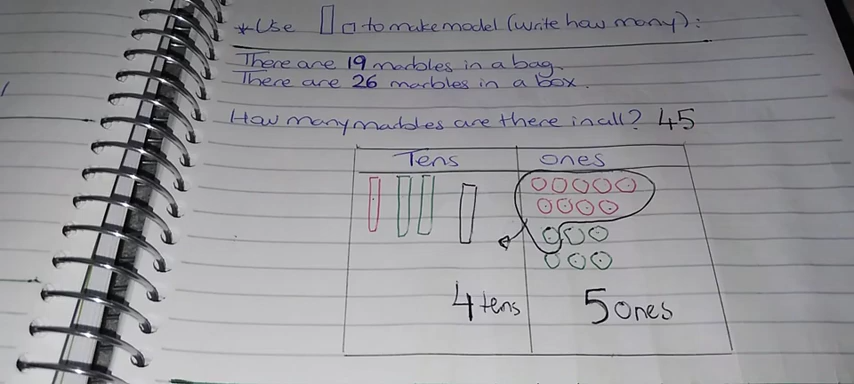 *Use ▯ ▫ to make model (write how many):
There are 19 marbles in a bag.
There are 26 marbles in a box.
How many marbles are there in all? 45
Tens ones
4 tens 5 ones